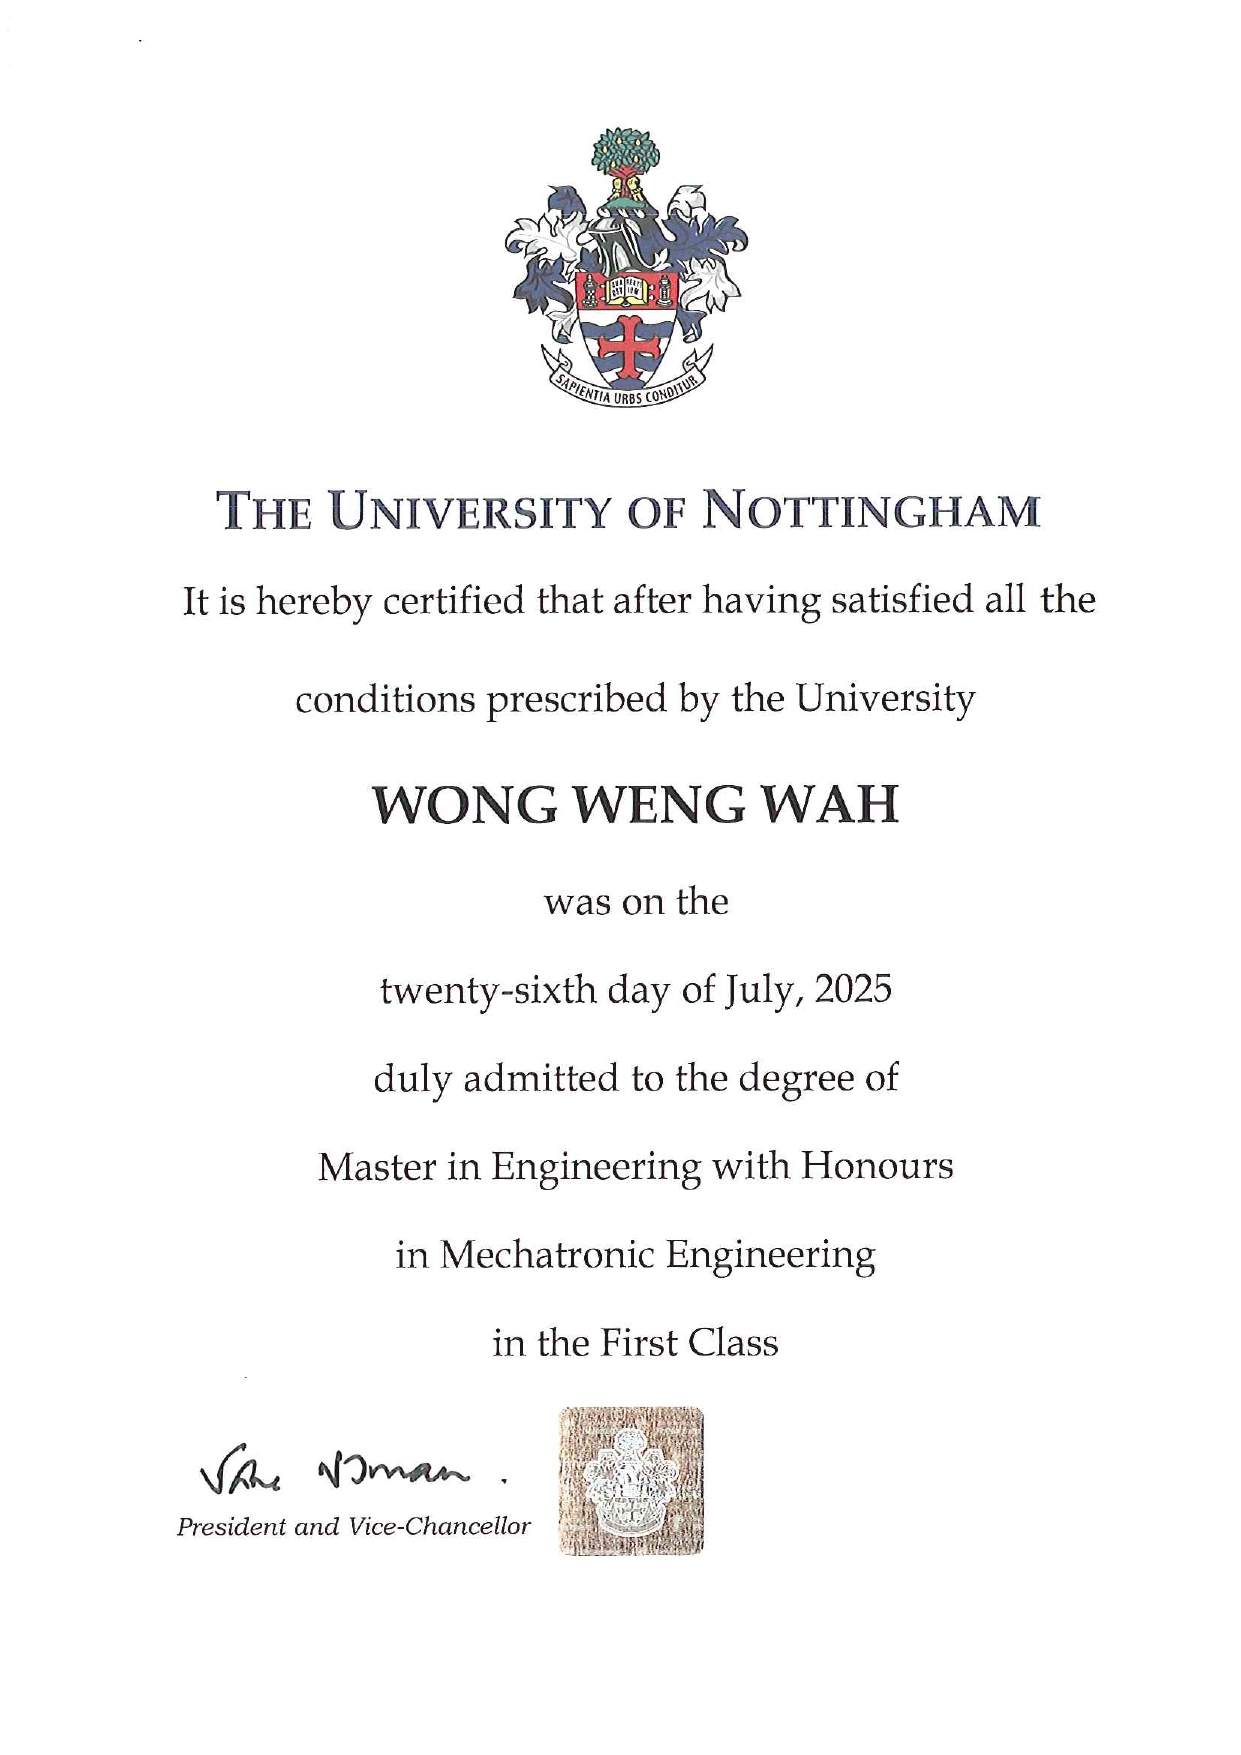 SAPIENTIA URBS CONDITUR
THE UNIVERSITY OF NOTTINGHAM
It is hereby certified that after having satisfied all the
conditions prescribed by the University
WONG WENG WAH
was on the
twenty-sixth day of July, 2025
duly admitted to the degree of
Master in Engineering with Honours
in Mechatronic Engineering
in the First Class
President and Vice-Chancellor